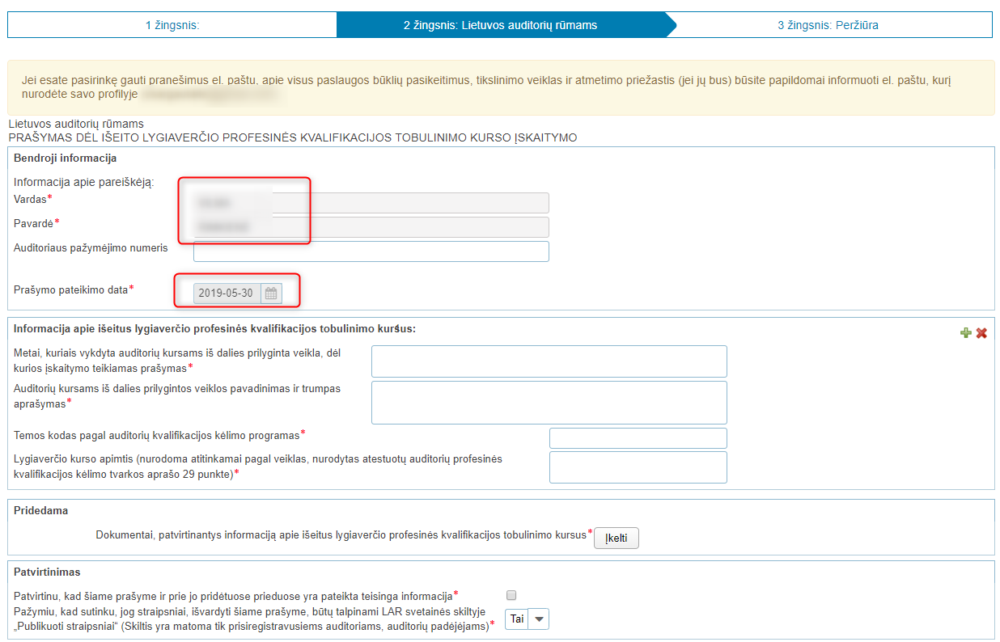 1 žingsnis:
2 žingsnis: Lietuvos auditorių rūmams
3 žingsnis: Peržiūra
Jei esate pasirinkę gauti pranešimus el. paštu, apie visus paslaugos būklių pasikeitimus, tikslinimo veiklas ir atmetimo priežastis (jei jų bus) būsite papildomai informuoti el. paštu, kurį
nurodėte savo profilyje
Lietuvos auditorių rūmams
PRAŠYMAS DĖL IŠEITO LYGIAVERČIO PROFESINĖS KVALIFIKACIJOS TOBULINIMO KURSO ĮSKAITYMO
Bendroji informacija
Informacija apie pareiškėją:
Vardas*
Pavardė*
Auditoriaus pažymėjimo numeris
Prašymo pateikimo data* 2019-05-30
Informacija apie išeitus lygiaverčio profesinės kvalifikacijos tobulinimo kursus:
Metai, kuriais vykdyta auditorių kursams iš dalies prilyginta veikla, dėl
kurios įskaitymo teikiamas prašymas*
Auditorių kursams iš dalies prilygintos veiklos pavadinimas ir trumpas
aprašymas*
Temos kodas pagal auditorių kvalifikacijos kėlimo programas*
Lygiaverčio kurso apimtis (nurodoma atitinkamai pagal veiklas, nurodytas atestuotų auditorių profesinės
kvalifikacijos kėlimo tvarkos aprašo 29 punkte)*
Pridedama
Dokumentai, patvirtinantys informaciją apie išeitus lygiaverčio profesinės kvalifikacijos tobulinimo kursus* Įkelti
Patvirtinimas
Patvirtinu, kad šiame prašyme ir prie jo pridėtuose prieduose yra pateikta teisinga informacija*
Pažymiu, kad sutinku, jog straipsniai, išvardyti šiame prašyme, būtų talpinami LAR svetainės skiltyje
„Publikuoti straipsniai“ (Skiltis yra matoma tik prisiregistravusiems auditoriams, auditorių padėjėjams)* Tai